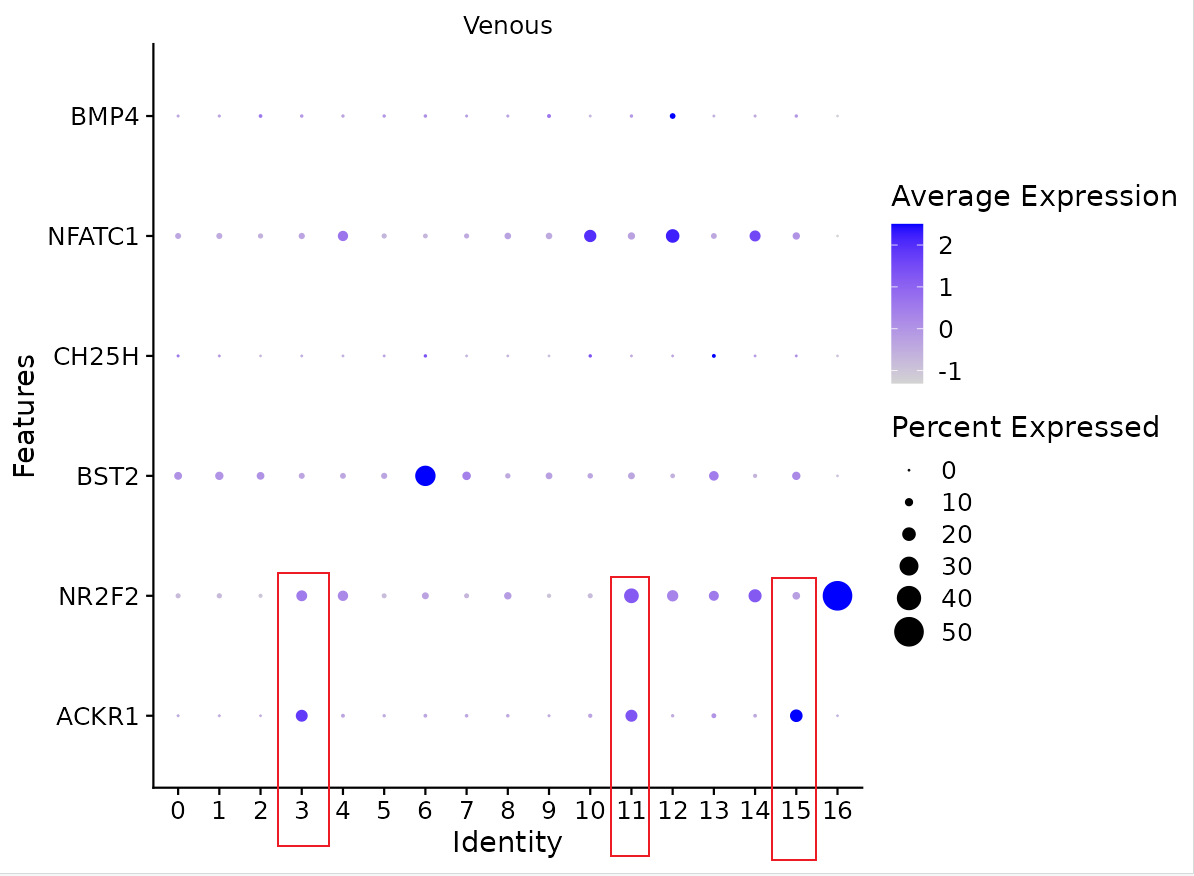 Venous
Features
BMP4
NFATC1
CH25H
BST2
NR2F2
ACKR1
0 1 2 3 4 5 6 7 8 9 10 11 12 13 14 15 16
Identity
Average Expression
2
1
0
-1
Percent Expressed
0
10
20
30
40
50